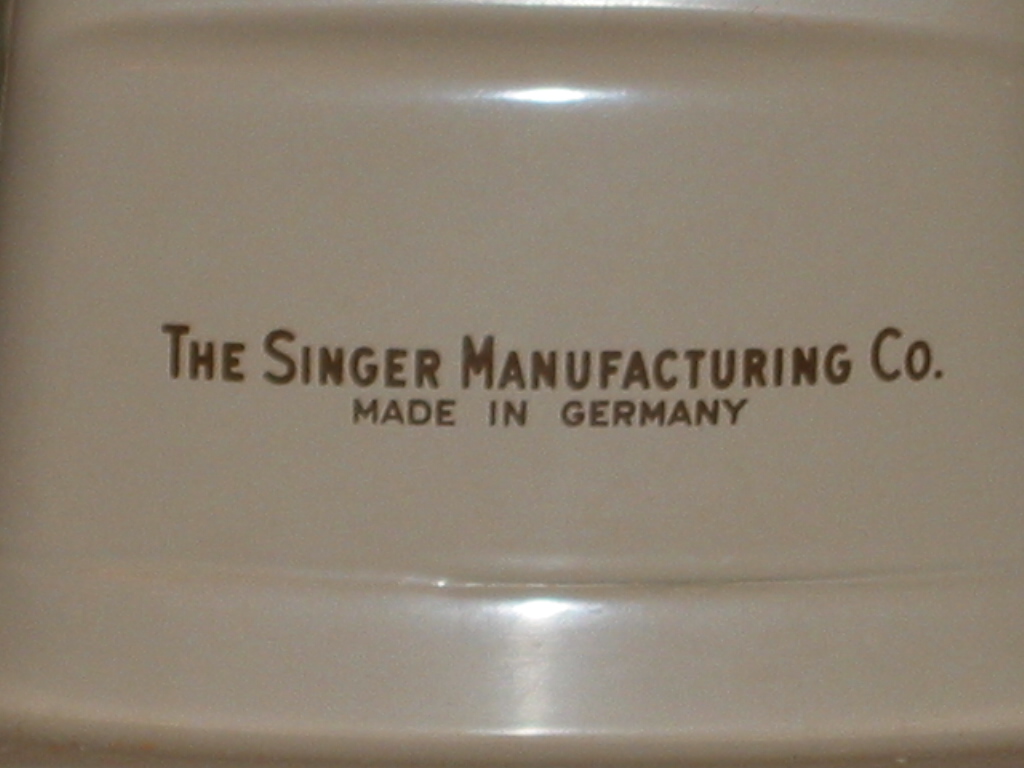 THE SINGER MANUFACTURING CO.
MADE IN GERMANY